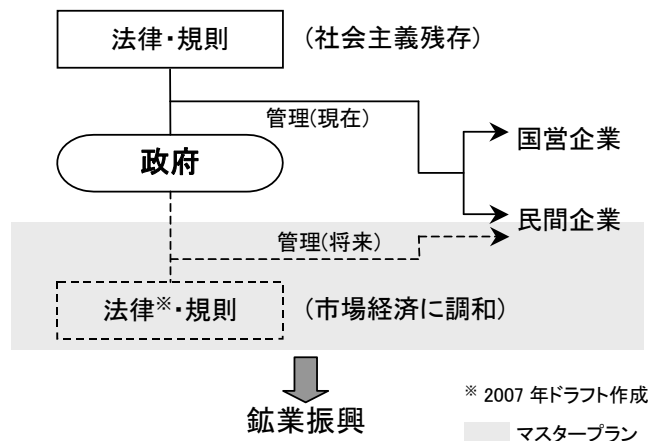 法律・規則 (社会主義残存)
管理(現在)
国営企業
政府
民間企業
管理(将来)
法律※・規則 (市場経済に調和)
※ 2007 年ドラフト作成
鉱業振興
マスタープラン